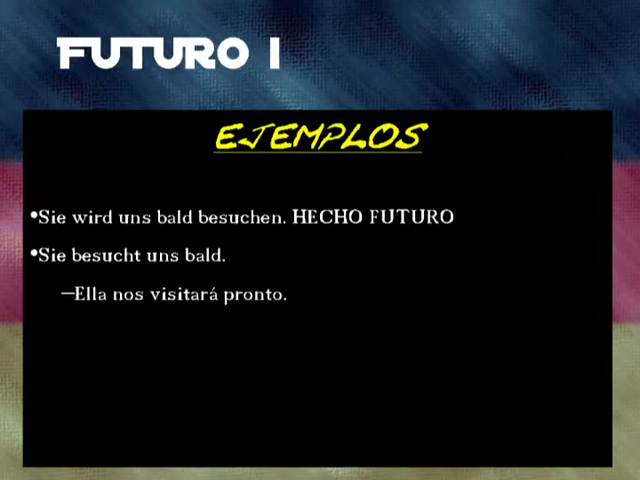 FUTURO I
EJEMPLOS
•Sie wird uns bald besuchen. HECHO FUTURO
•Sie besucht uns bald.
–Ella nos visitará pronto.